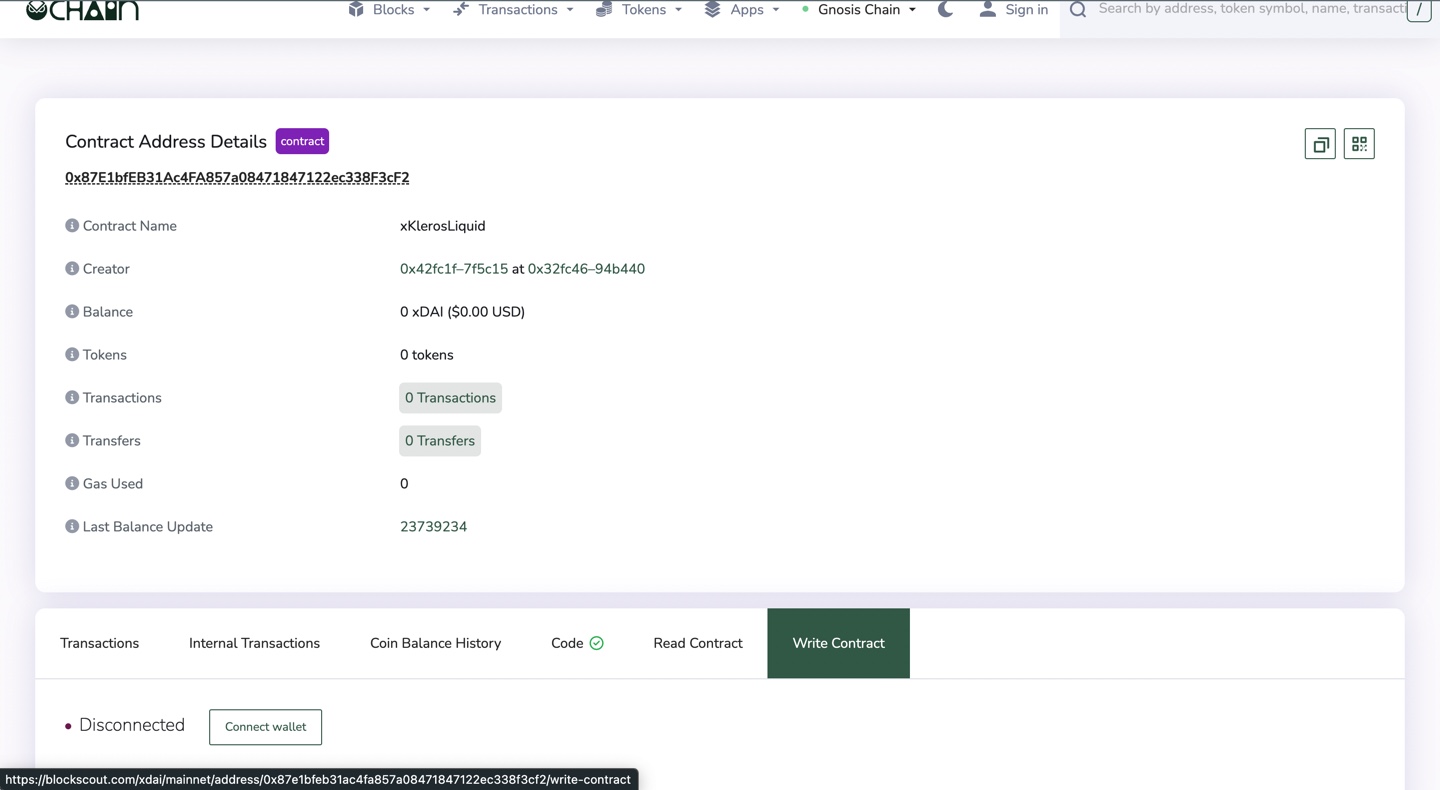 CHAIN
Blocks Transactions Tokens Apps Gnosis Chain Sign in Search by address, token symbol, name, transacti /
Contract Address Details contract
0x87E1bfEB31Ac4FA857a08471847122ec338F3cF2
Contract Name xKlerosLiquid
Creator 0x42fc1f–7f5c15 at 0x32fc46–94b440
Balance 0 xDAI ($0.00 USD)
Tokens 0 tokens
Transactions 0 Transactions
Transfers 0 Transfers
Gas Used 0
Last Balance Update 23739234
Transactions Internal Transactions Coin Balance History Code Read Contract Write Contract
Disconnected Connect wallet
https://blockscout.com/xdai/mainnet/address/0x87e1bfeb31ac4fa857a08471847122ec338f3cf2/write-contract